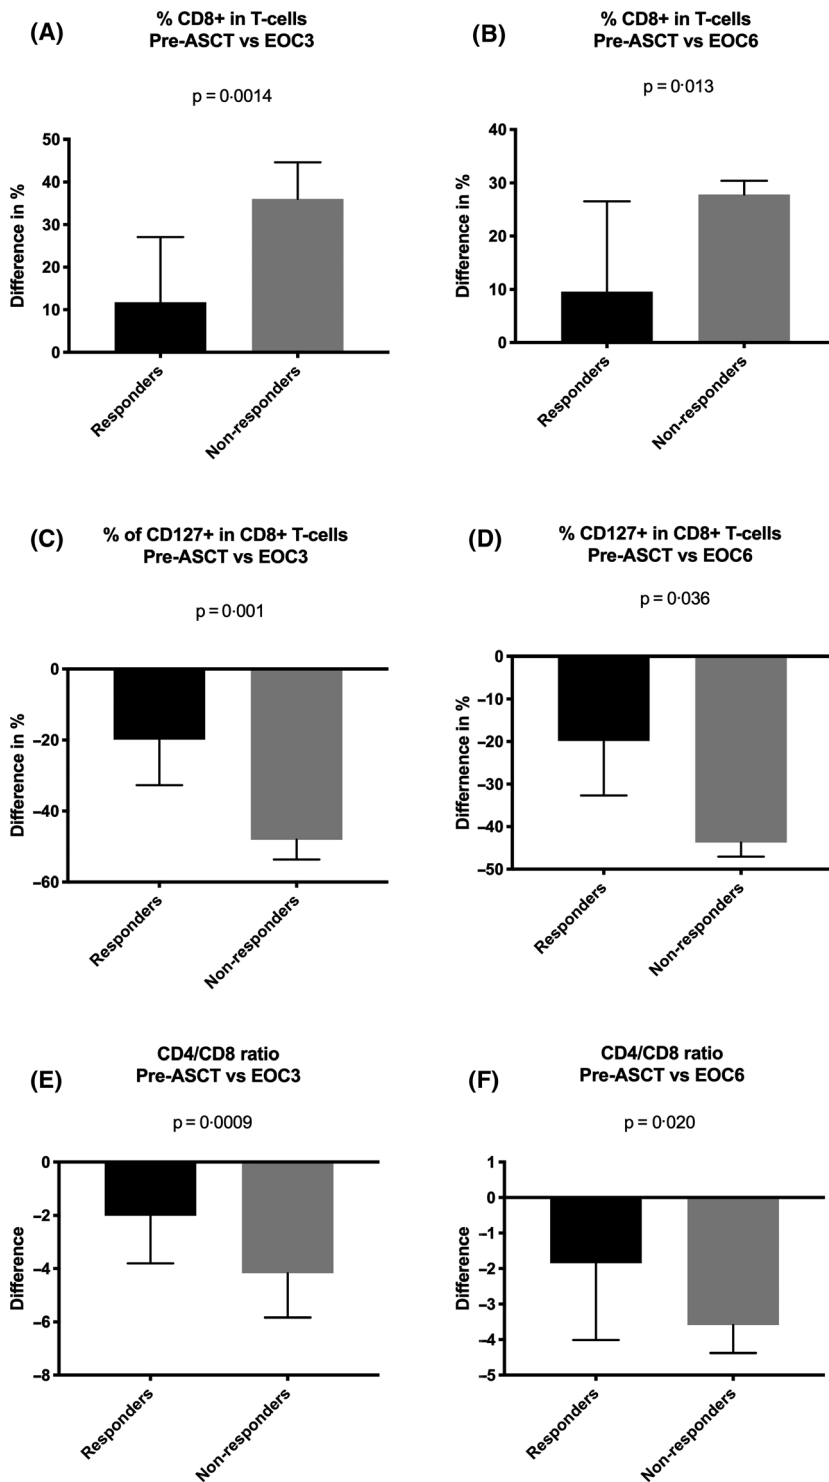 (A)
% CD8+ in T-cells
Pre-ASCT vs EOC3
p = 0·0014
Difference in %
50
40
30
20
10
0
Responders
Non-responders
(B)
% CD8+ in T-cells
Pre-ASCT vs EOC6
p = 0·013
Difference in %
40
30
20
10
0
Responders
Non-responders
(C)
% of CD127+ in CD8+ T-cells
Pre-ASCT vs EOC3
p = 0·001
Difference in %
0
–20
–40
–60
Responders
Non-responders
(D)
% CD127+ in CD8+ T-cells
Pre-ASCT vs EOC6
p = 0·036
Differnence in %
0
–10
–20
–30
–40
–50
Responders
Non-responders
(E)
CD4/CD8 ratio
Pre-ASCT vs EOC3
p = 0·0009
Difference
0
–2
–4
–6
–8
Responders
Non-responders
(F)
CD4/CD8 ratio
Pre-ASCT vs EOC6
p = 0·020
Difference
1
0
–1
–2
–3
–4
–5
Responders
Non-responders